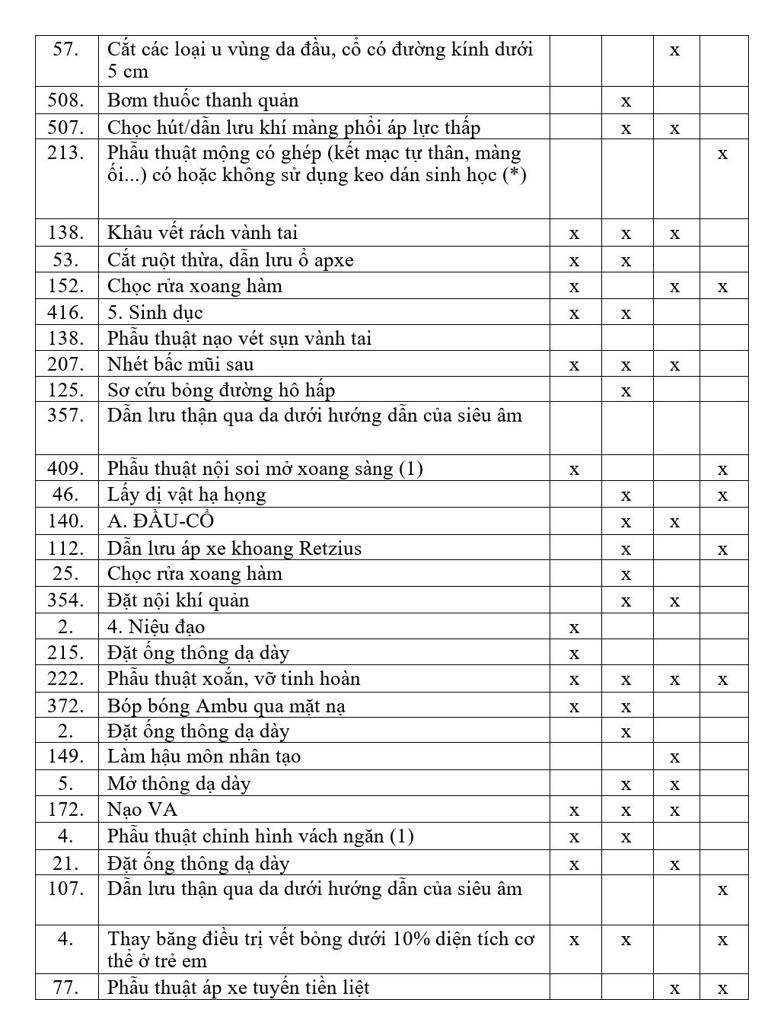 57. Cắt các loại u vùng da đầu, cổ có đường kính dưới x
5 cm
508. Bơm thuốc thanh quản x
507. Chọc hút/dẫn lưu khí màng phổi áp lực thấp x x
213. Phẫu thuật mộng có ghép (kết mạc tự thân, màng x
ối...) có hoặc không sử dụng keo dán sinh học (*)
138. Khâu vết rách vành tai x x x
53. Cắt ruột thừa, dẫn lưu ổ apxe x x
152. Chọc rửa xoang hàm x x x
416. 5. Sinh dục x x
138. Phẫu thuật nạo vét sụn vành tai
207. Nhét bấc mũi sau x x x
125. Sơ cứu bỏng đường hô hấp x
357. Dẫn lưu thận qua da dưới hướng dẫn của siêu âm
409. Phẫu thuật nội soi mở xoang sàng (1) x x
46. Lấy dị vật hạ họng x x
140. A. ĐẦU-CỔ x x
112. Dẫn lưu áp xe khoang Retzius x x
25. Chọc rửa xoang hàm x
354. Đặt nội khí quản x x
2. 4. Niệu đạo x
215. Đặt ống thông dạ dày x
222. Phẫu thuật xoắn, vỡ tinh hoàn x x x x
372. Bóp bóng Ambu qua mặt nạ x x
2. Đặt ống thông dạ dày x
149. Làm hậu môn nhân tạo x
5. Mở thông dạ dày x x
172. Nạo VA x x x
4. Phẫu thuật chỉnh hình vách ngăn (1) x x
21. Đặt ống thông dạ dày x x
107. Dẫn lưu thận qua da dưới hướng dẫn của siêu âm x
4. Thay băng điều trị vết bỏng dưới 10% diện tích cơ x x x
thể ở trẻ em
77. Phẫu thuật áp xe tuyến tiền liệt x x